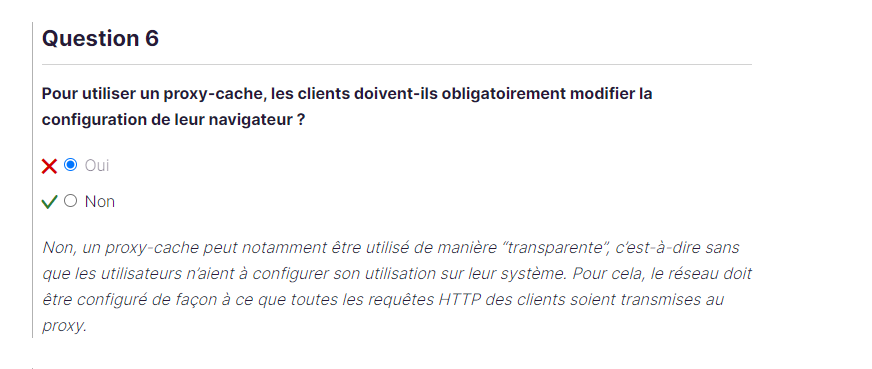 Question 6
Pour utiliser un proxy-cache, les clients doivent-ils obligatoirement modifier la
configuration de leur navigateur ?
Oui
Non
Non, un proxy-cache peut notamment être utilisé de manière “transparente”, c’est-à-dire sans
que les utilisateurs n’aient à configurer son utilisation sur leur système. Pour cela, le réseau doit
être configuré de façon à ce que toutes les requêtes HTTP des clients soient transmises au
proxy.